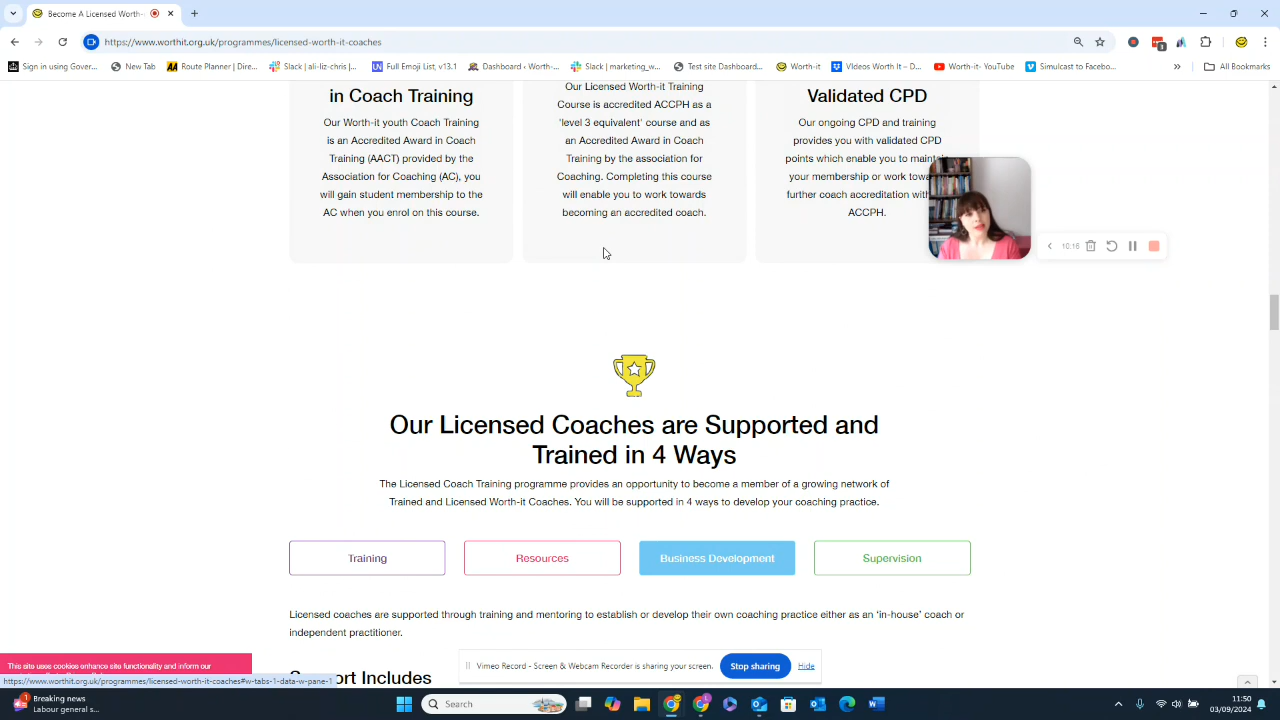 Become A Licensed Worth-
https://www.worthit.org.uk/programmes/licensed-worth-it-coaches
Sign in using Gover...
New Tab
AA
Route Planner | Dire...
Slack | ali-liz-chris |...
Full Emoji List, v13.1
Dashboard ‹ Worth-...
Slack | marketing_w...
Test site Dashboard...
Worth-it
Videos Worth It – D...
Worth-it- YouTube
Simulcast to Facebo...
»
All Bookmarks
in Coach Training
Our Worth-it youth Coach Training
is an Accredited Award in Coach
Training (AACT) provided by the
Association for Coaching (AC), you
will gain student membership to the
AC when you enrol on this course.
Our Licensed Worth-it Training
Course is accredited ACCPH as a
'level 3 equivalent' course and as
an Accredited Award in Coach
Training by the association for
Coaching. Completing this course
will enable you to work towards
becoming an accredited coach.
Validated CPD
Our ongoing CPD and training
provides you with validated CPD
points which enable you to
your membership or work
further coach accreditation
ACCPH.
10:16
Our Licensed Coaches are Supported and
Trained in 4 Ways
The Licensed Coach Training programme provides an opportunity to become a member of a growing network of
Trained and Licensed Worth-it Coaches. You will be supported in 4 ways to develop your coaching practice.
Training
Resources
Business Development
Supervision
Licensed coaches are supported through training and mentoring to establish or develop their own coaching practice either as an 'in-house' coach or
independent practitioner.
Includes
This site uses cookies enhance site functionality and inform our
https://www.worthit.org.uk/programmes/licensed-worth-it-coaches#w-tabs-1-data-w-pane-1
Vimeo Record - Screen & Webcam Recorder is sharing your screen.
Stop sharing
Hide
1
Breaking news
Labour general s...
Search
11:50
03/09/2024